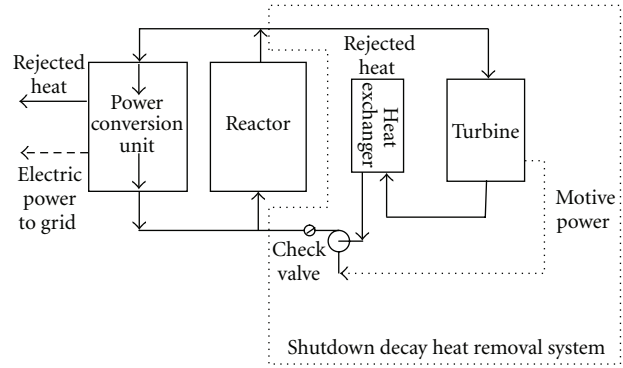 Rejected
heat
Power
conversion
unit
Electric
power
to grid
Reactor
Rejected
heat
Heat
exchanger
Turbine
Motive
power
Check
valve
Shutdown decay heat removal system